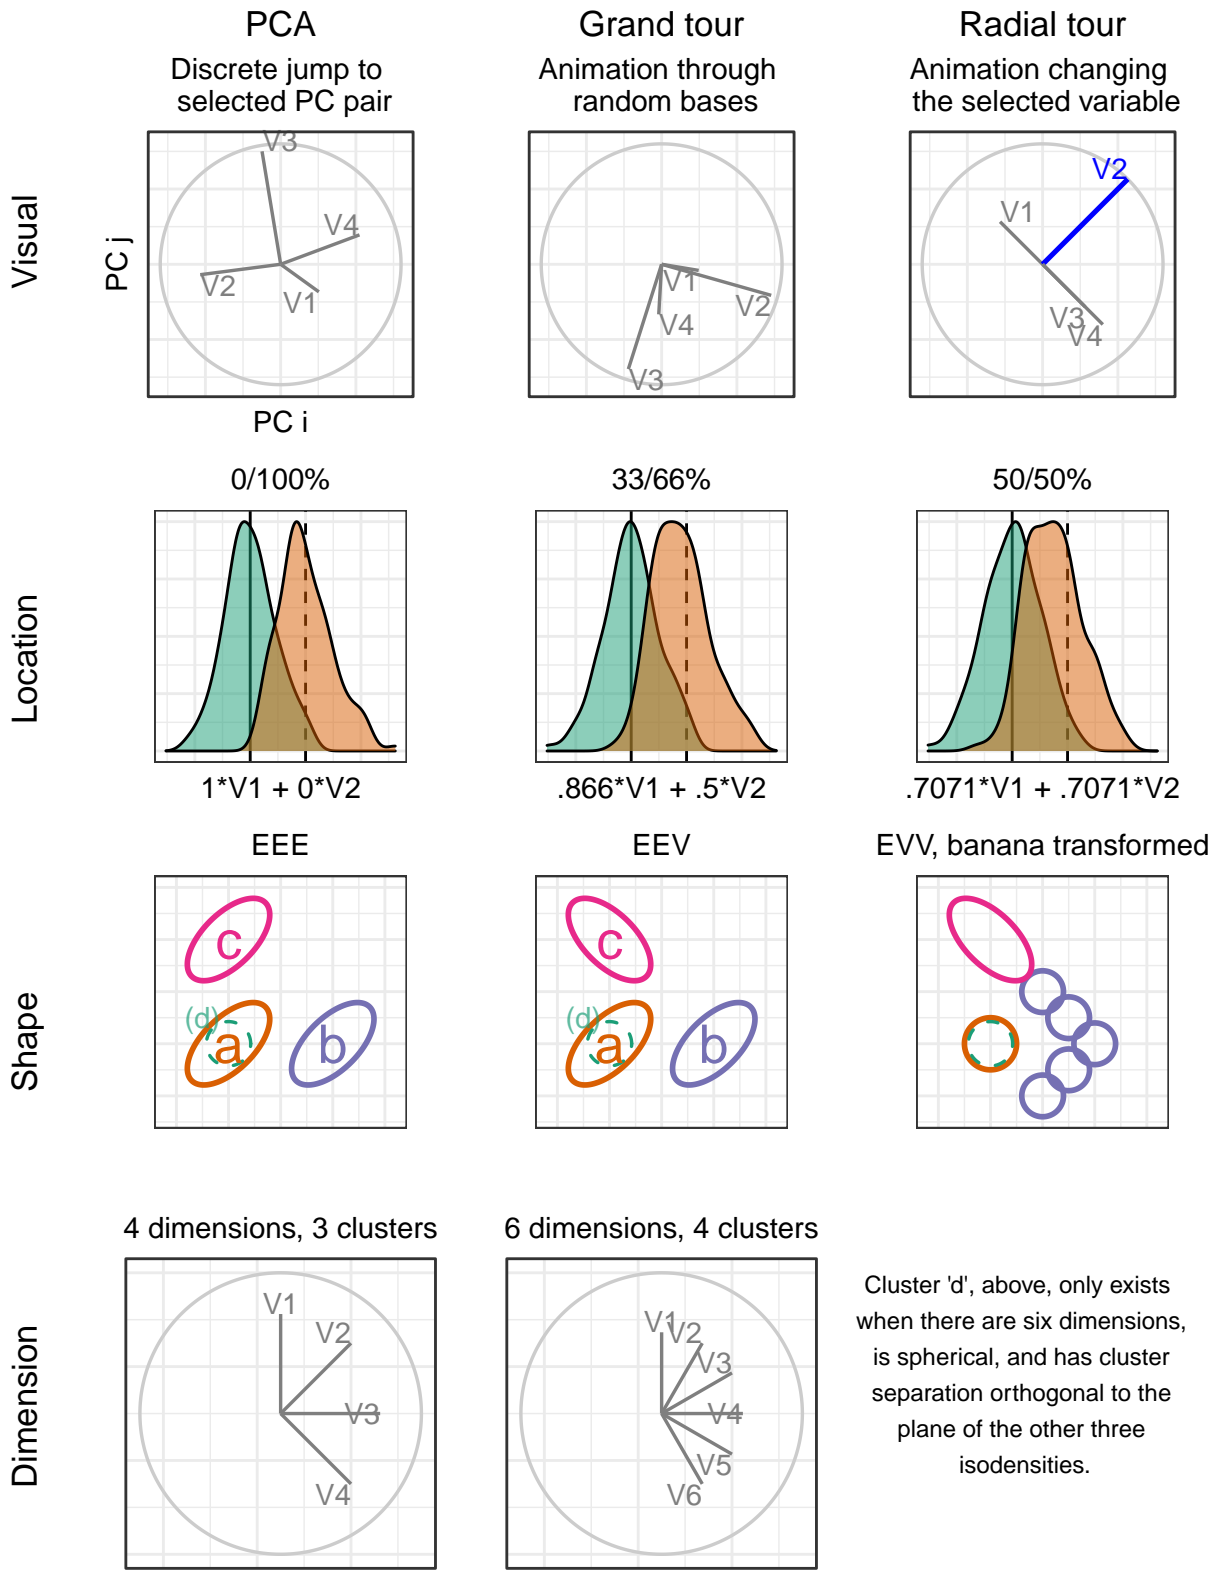 PCA
Grand tour
Radial tour
Discrete jump to
selected PC pair
Animation through
random bases
Animation changing
the selected variable
Visual
PC j
V3
V4
V2
V1
PC i
V1
V2
V4
V3
V2
V1
V3
V4
Location
0/100%
33/66%
50/50%
1*V1 + 0*V2
.866*V1 + .5*V2
.7071*V1 + .7071*V2
Shape
EEE
EEV
EVV, banana transformed
c
(d)
a
b
c
(d)
a
b
Dimension
4 dimensions, 3 clusters
6 dimensions, 4 clusters
V1
V2
V3
V4
V1
V2
V3
V4
V5
V6
Cluster 'd', above, only exists
when there are six dimensions,
is spherical, and has cluster
separation orthogonal to the
plane of the other three
isodensities.